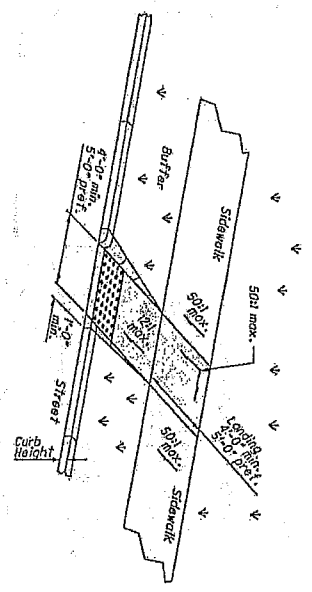 Sidewalk
50:1 max.
Buffer
50:1
max.
4'-0" min.
5'-0" pref.
12:1
max.
Landing
4'-0" min.
5'-0" pref.
1'-0"
min.
50:1
max.
Street
Sidewalk
Curb
Height